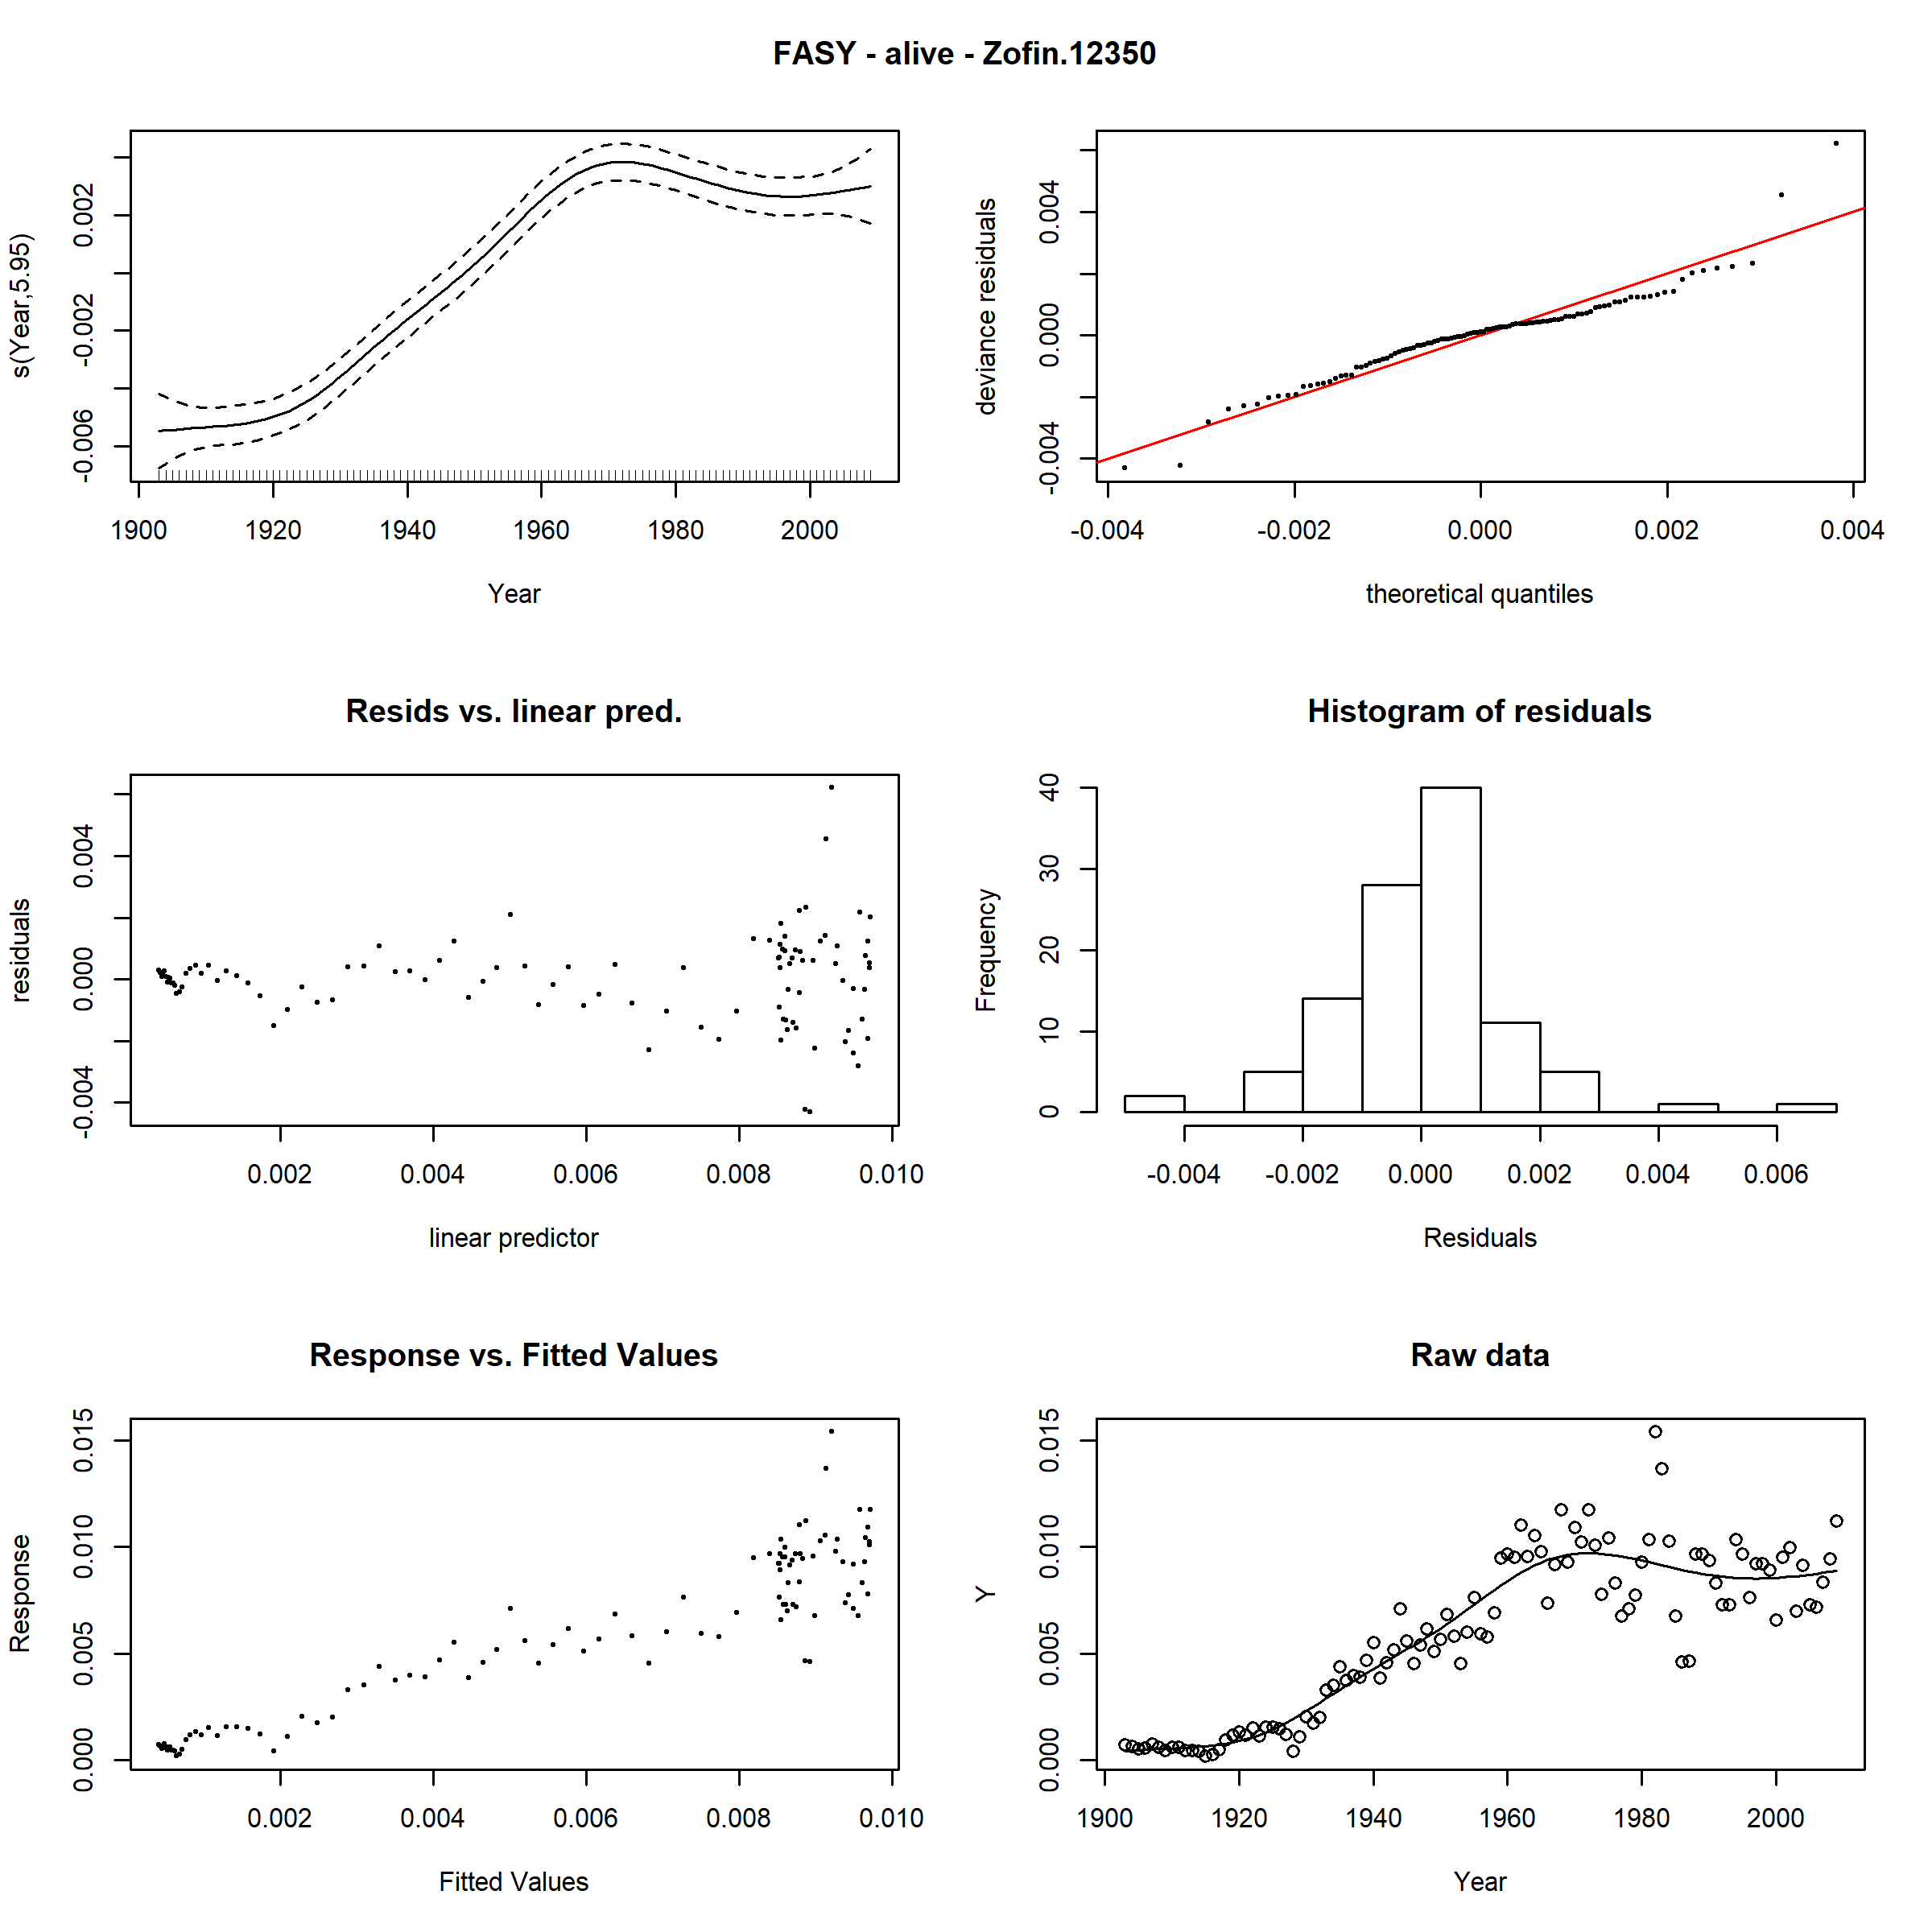 FASY - alive - Zofin.12350
s(Year,5.95)
-0.006 -0.002 0.002
1900 1920 1940 1960 1980 2000
Year
deviance residuals
-0.004 0.000 0.004
-0.004 -0.002 0.000 0.002 0.004
theoretical quantiles
Resids vs. linear pred.
residuals
-0.004 0.000 0.004
0.002 0.004 0.006 0.008 0.010
linear predictor
Histogram of residuals
Frequency
0 10 20 30 40
-0.004 -0.002 0.000 0.002 0.004 0.006
Residuals
Response vs. Fitted Values
Response
0.000 0.005 0.010 0.015
0.002 0.004 0.006 0.008 0.010
Fitted Values
Raw data
Y
0.000 0.005 0.010 0.015
1900 1920 1940 1960 1980 2000
Year